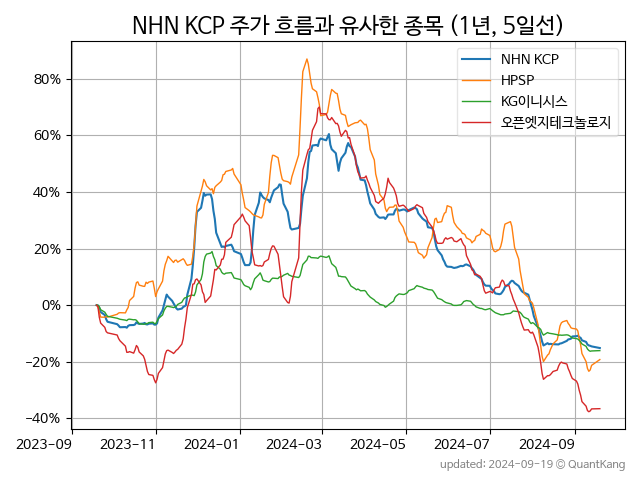 NHN KCP 주가 흐름과 유사한 종목 (1년, 5일선)
NHN KCP
HPSP
KG이니시스
오픈엣지테크놀로지
80%
60%
40%
20%
0%
−20%
−40%
2023-09 2023-11 2024-01 2024-03 2024-05 2024-07 2024-09
updated: 2024-09-19 © QuantKang